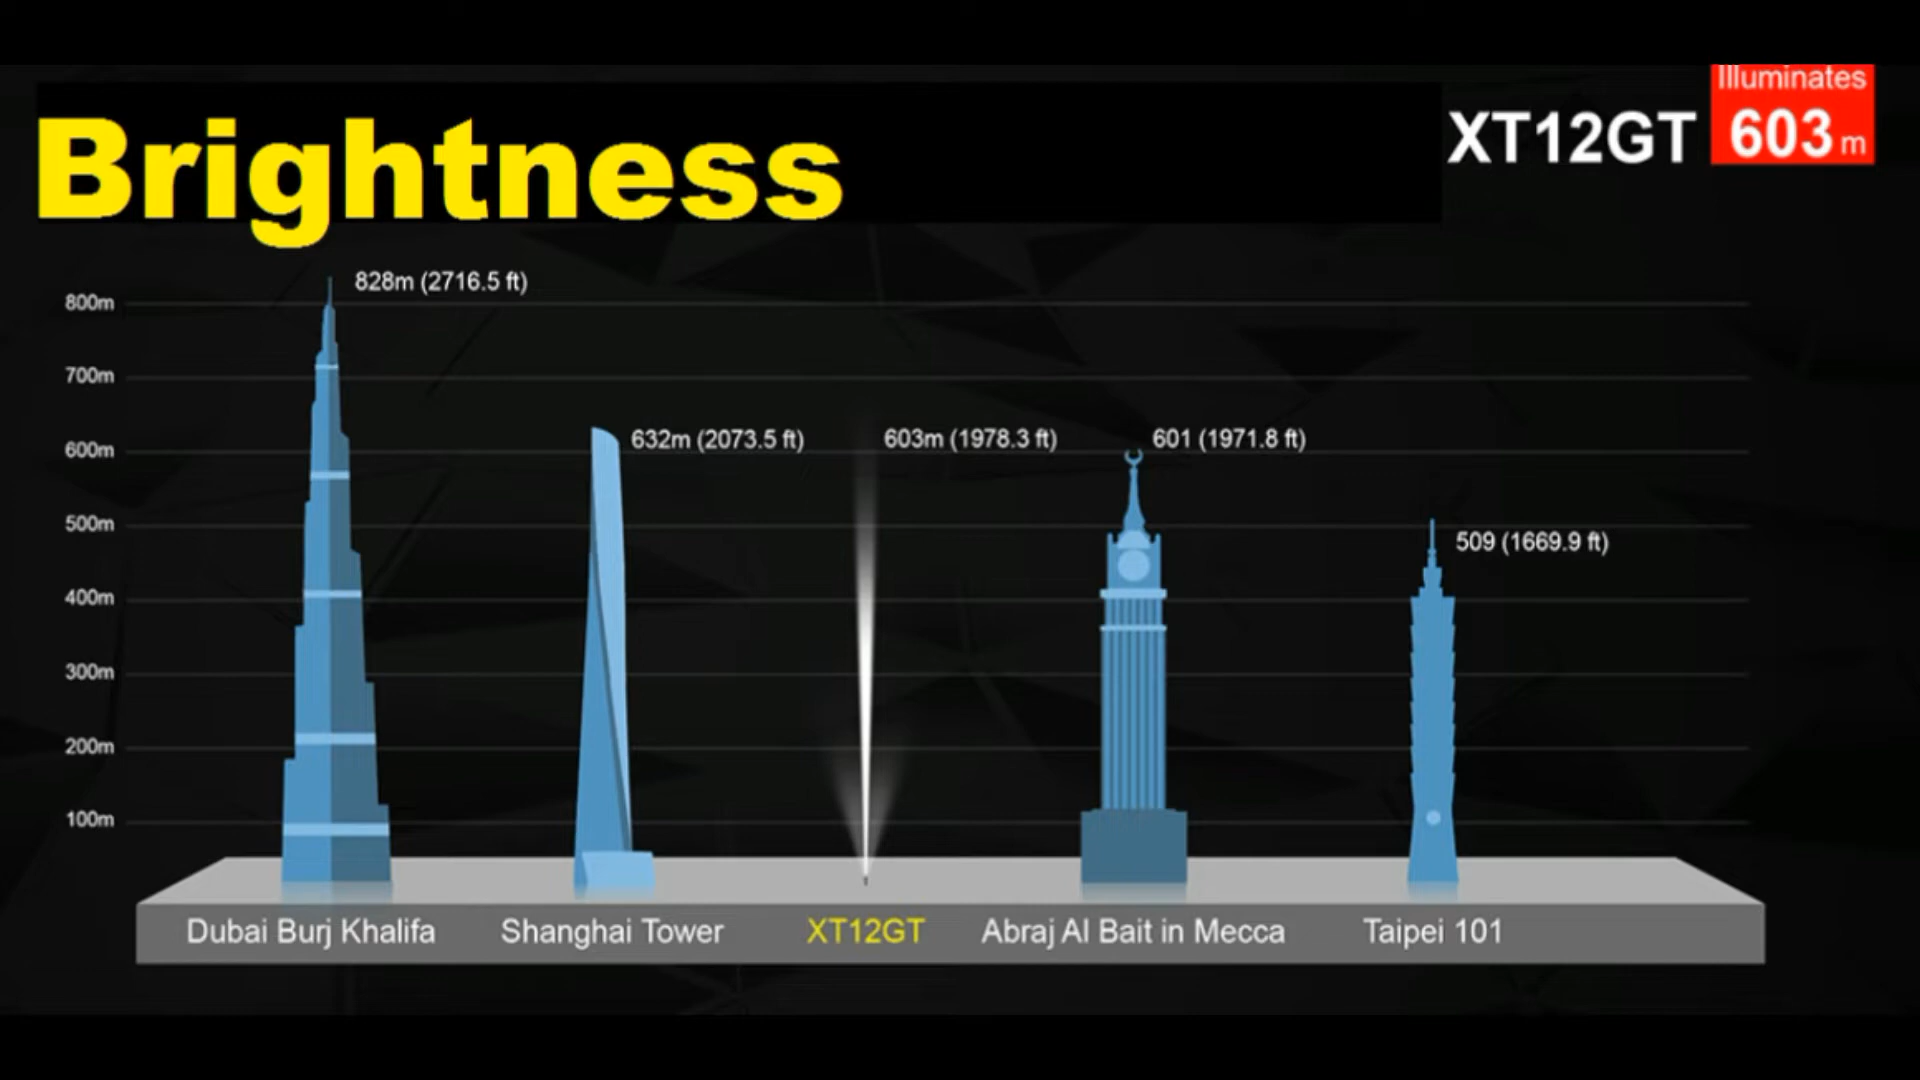 Illuminates
Brightness
XT12GT
603 m
828m (2716.5 ft)
800m
700m
632m (2073.5 ft)
603m (1978.3 ft)
601 (1971.8 ft)
600m
509 (1669.9 ft)
500m
400m
300m
200m
100m
Dubai Burj Khalifa
Shanghai Tower
XT12GT
Abraj Al Bait in Mecca
Taipei 101